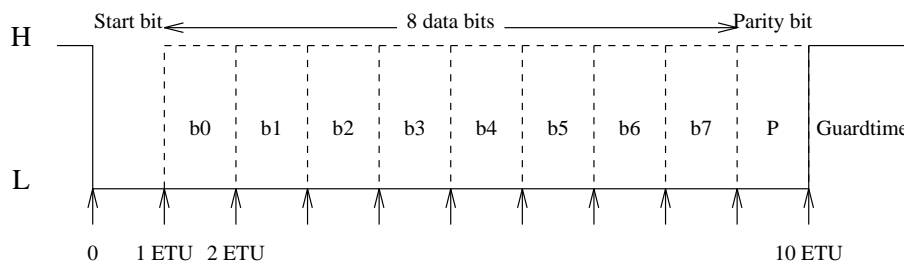 Start bit 8 data bits Parity bit
H
b0 b1 b2 b3 b4 b5 b6 b7 P Guardtime
L
0 1 ETU 2 ETU 10 ETU